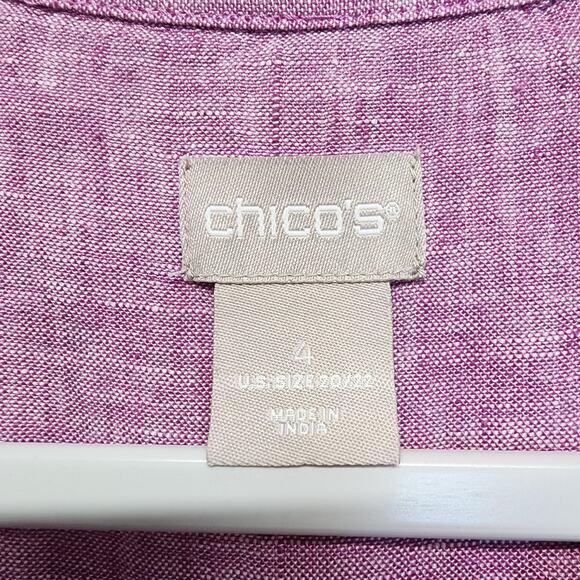 chico's®
4
U.S. SIZE 20/22
MADE IN
INDIA